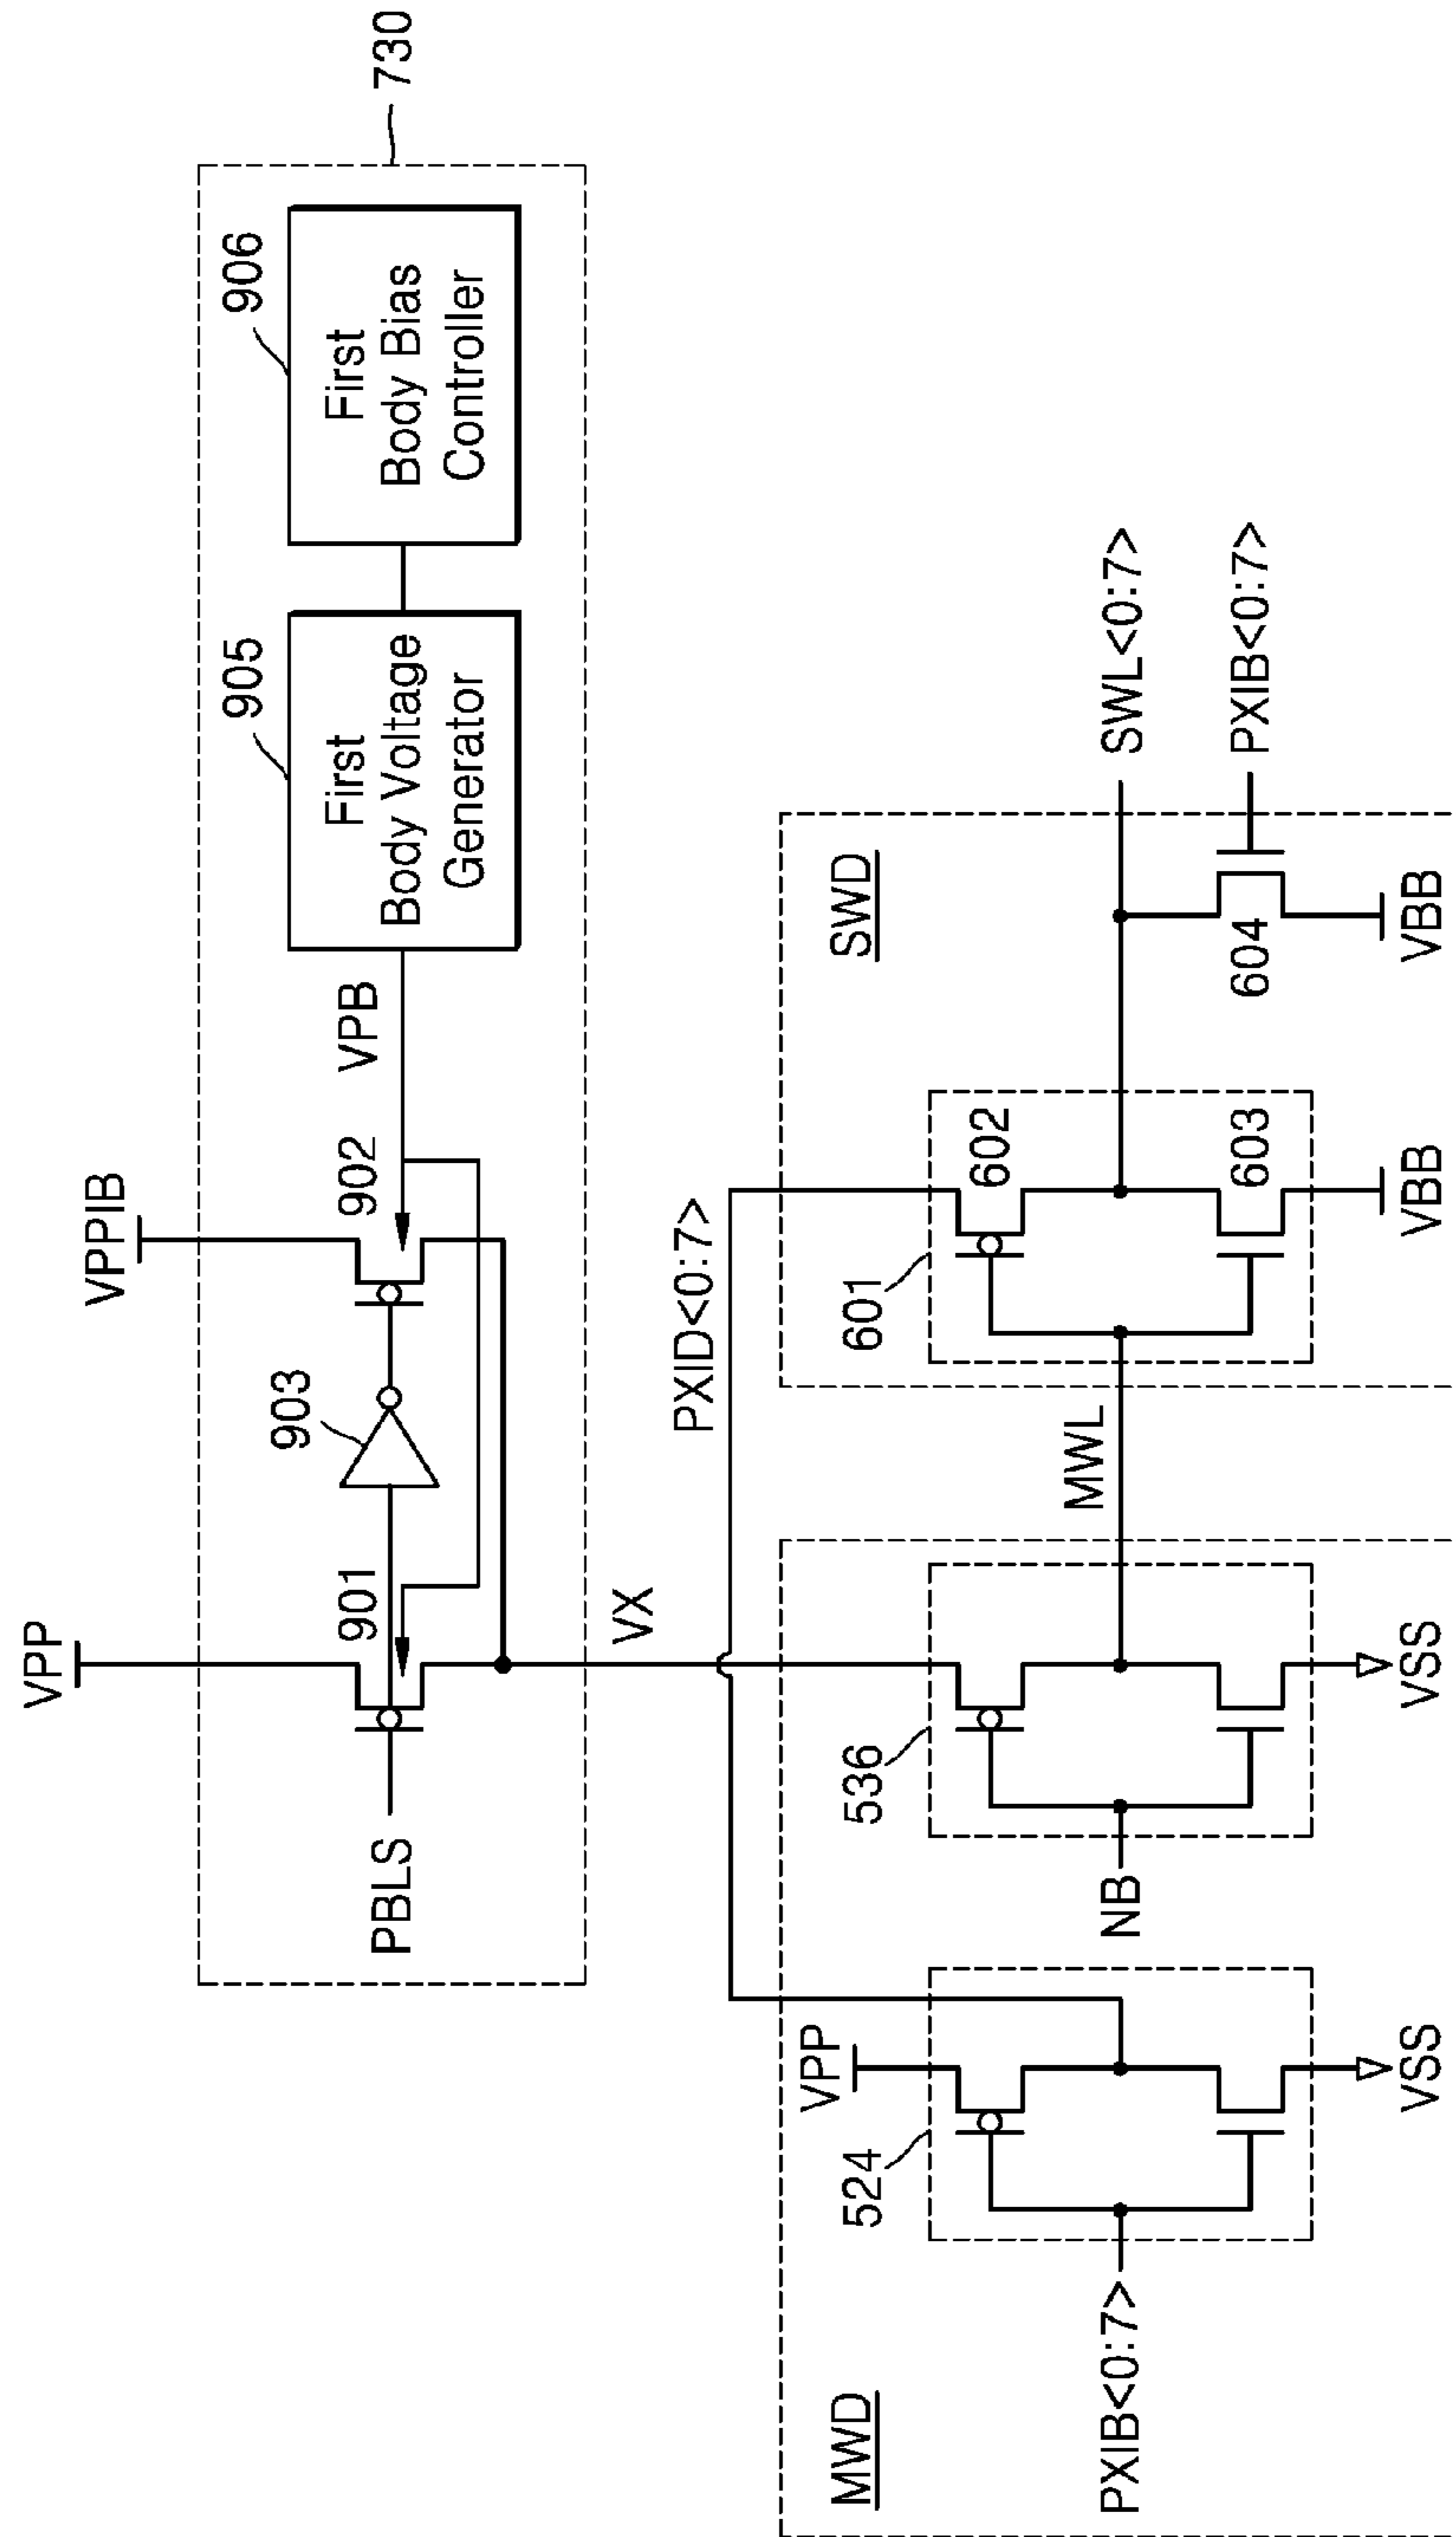 730
VPP
VPPIB
905
906
901
903
902
VPB
First
Body Voltage
Generator
First
Body Bias
Controller
PBLS
VX
PXID<0:7>
MWD
VPP
524
536
601
602
SWD
PXIB<0:7>
NB
MWL
SWL<0:7>
603
604
PXIB<0:7>
VSS
VSS
VBB
VBB